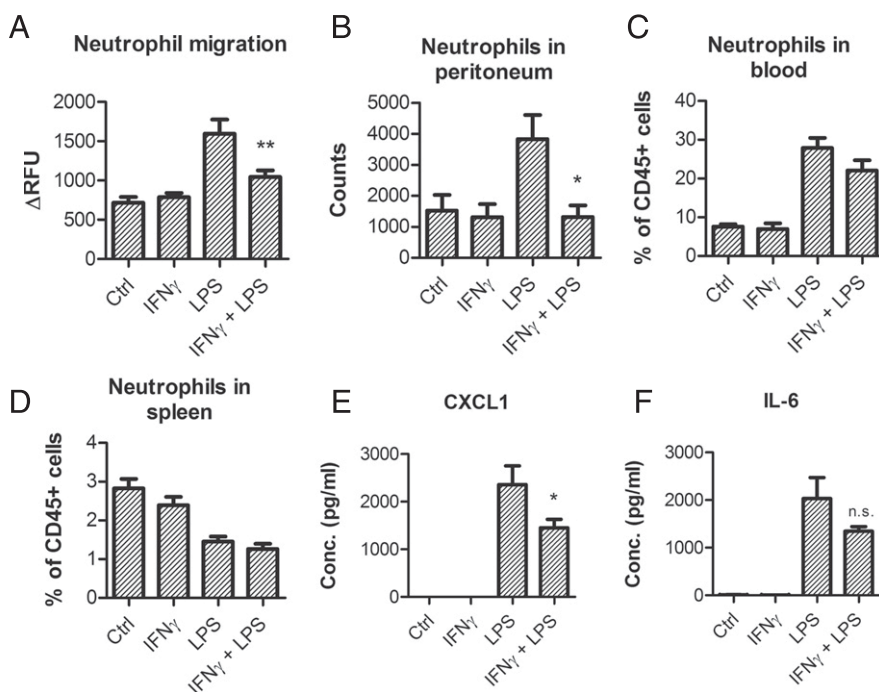 A
Neutrophil migration
ΔRFU
2000
1500
1000
500
0
**
Ctrl
IFNγ
LPS
IFNγ + LPS
B
Neutrophils in
peritoneum
Counts
5000
4000
3000
2000
1000
0
*
Ctrl
IFNγ
LPS
IFNγ + LPS
C
Neutrophils in
blood
% of CD45+ cells
40
30
20
10
0
Ctrl
IFNγ
LPS
IFNγ + LPS
D
Neutrophils in
spleen
% of CD45+ cells
4
3
2
1
0
Ctrl
IFNγ
LPS
IFNγ + LPS
E
CXCL1
Conc. (pg/ml)
3000
2000
1000
0
*
Ctrl
IFNγ
LPS
IFNγ + LPS
F
IL-6
Conc. (pg/ml)
3000
2000
1000
0
n.s.
Ctrl
IFNγ
LPS
IFNγ + LPS